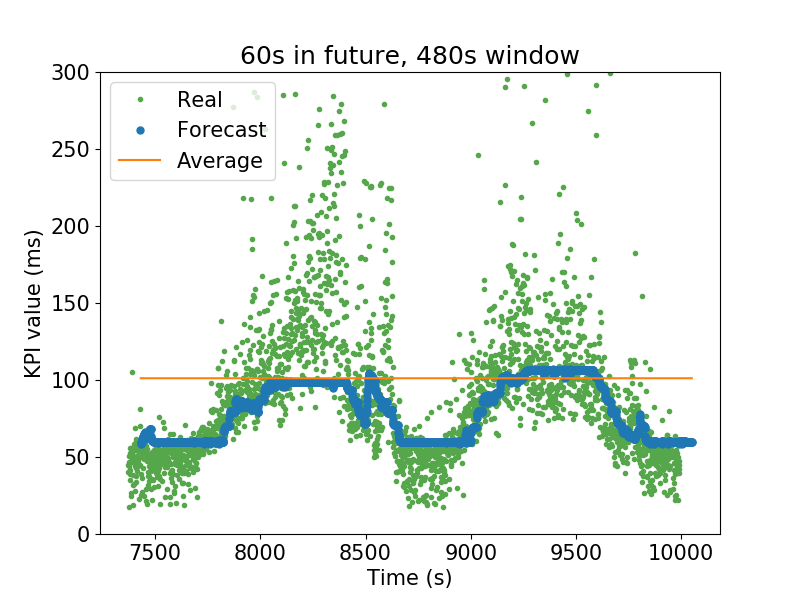 60s in future, 480s window
Real
Forecast
Average
300
250
200
150
100
50
0
KPI value (ms)
7500 8000 8500 9000 9500 10000
Time (s)